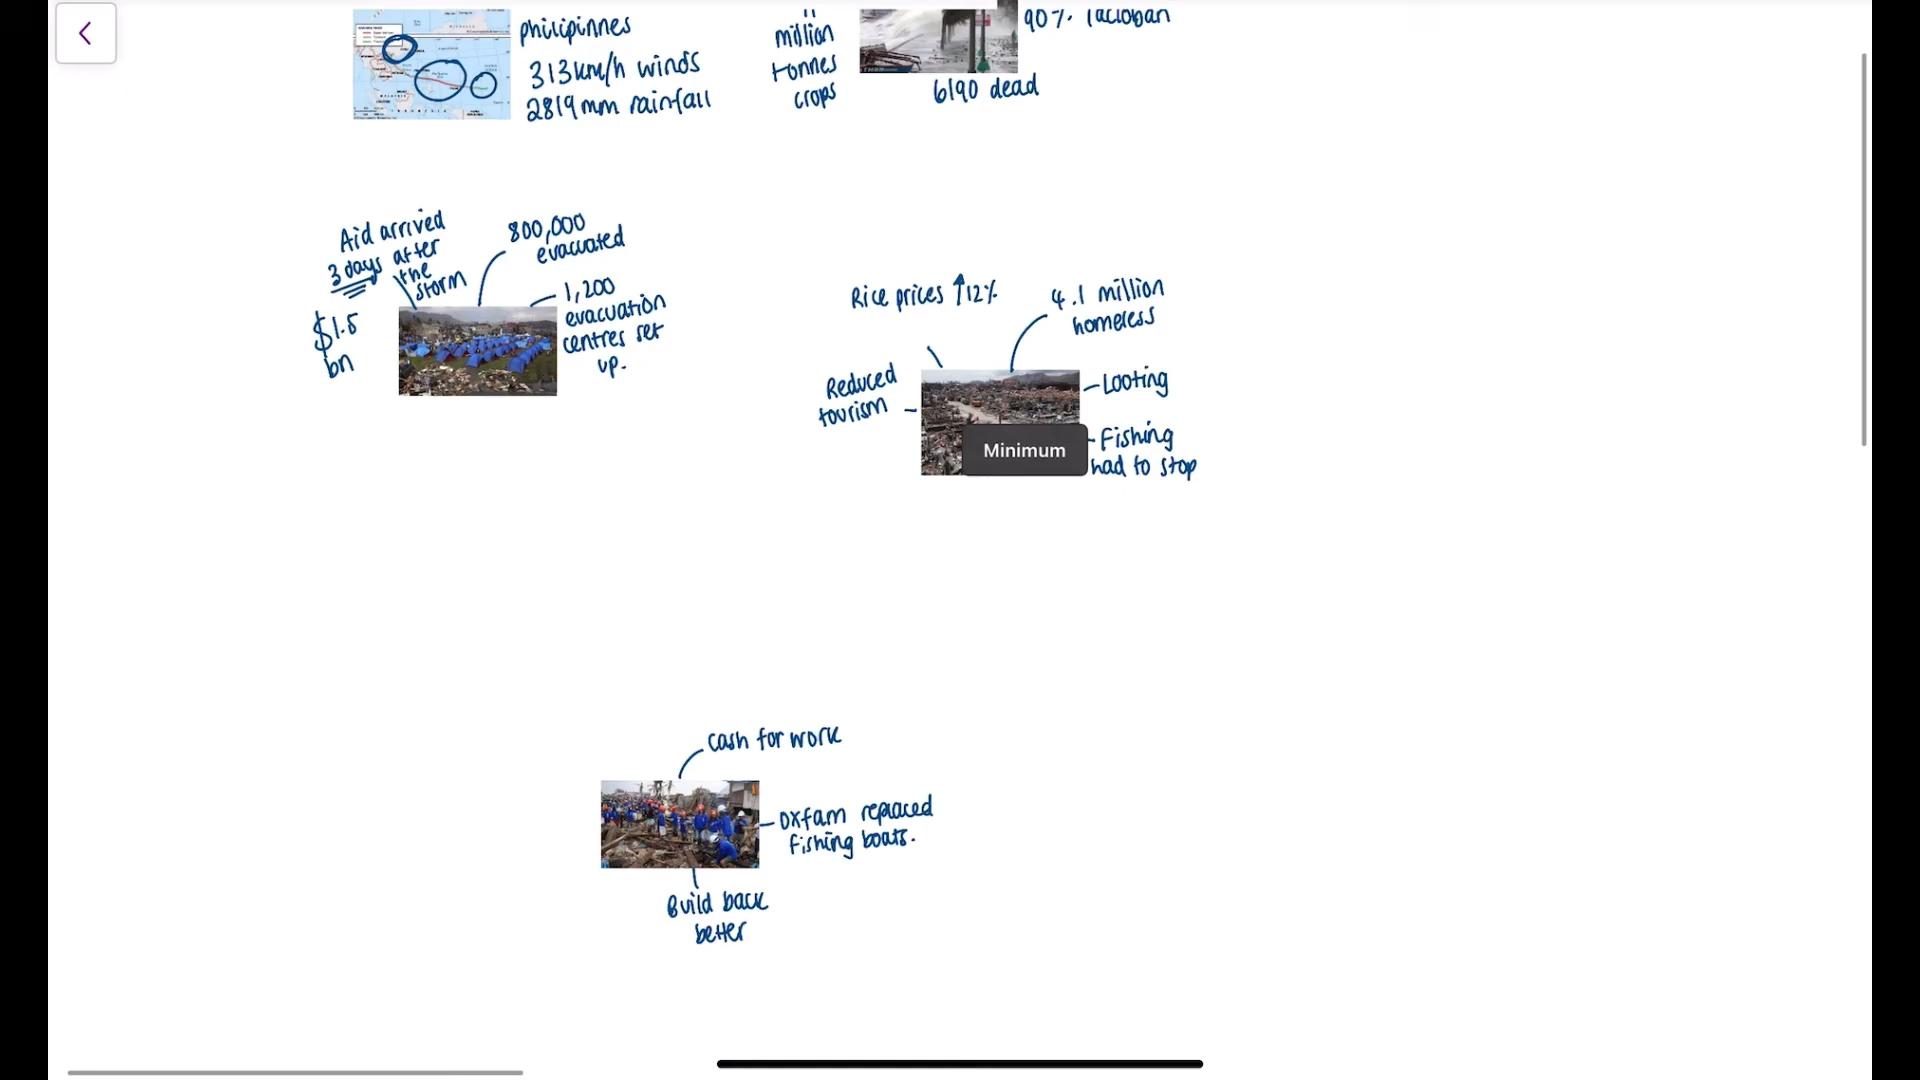 philipinnes
313km/h winds
2819mm rainfall
11
million
tonnes
crops
90% Tacloban
6190 dead
Aid arrived
3 days after
the
storm
$1.5
bn
800,000
evacuated
1,200
evacuation
centres set
up.
Rice prices ↑12%
4.1 million
homeless
Reduced
tourism
Looting
Fishing
had to stop
Minimum
cash for work
Oxfam replaced
fishing boats.
Build back
better